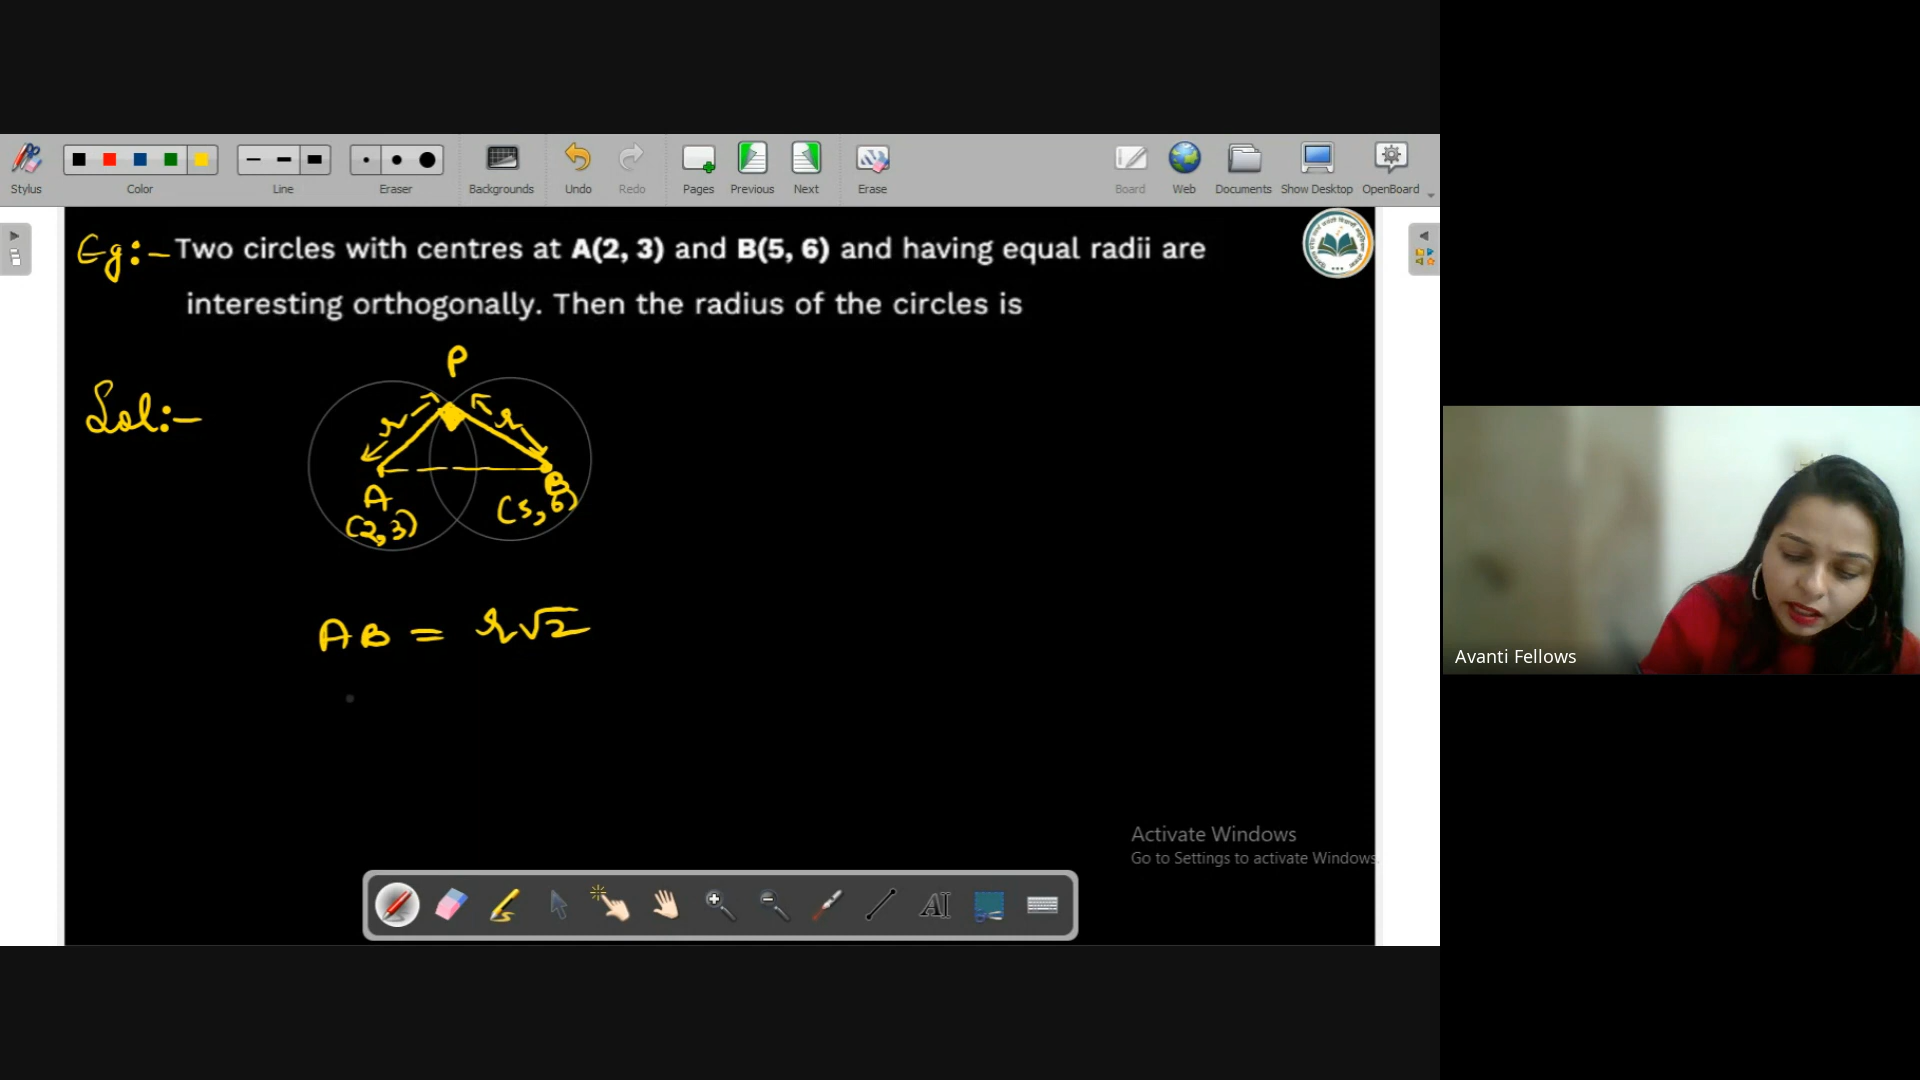 Stylus Color Line Eraser Backgrounds Undo Redo Pages Previous Next Erase Board Web Documents Show Desktop OpenBoard
Eg:- Two circles with centres at A(2, 3) and B(5, 6) and having equal radii are
interesting orthogonally. Then the radius of the circles is
P
Sol:-
r r
A B
(2,3) (5,6)
AB = r√2
Avanti Fellows
Activate Windows
Go to Settings to activate Windows.
AI